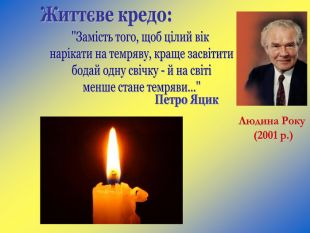 Життєве кредо:
"Замість того, щоб цілий вік
нарікати на темряву, краще засвітити
бодай одну свічку - й на світі
менше стане темряви..."
Петро Яцик
Людина Року
(2001 р.)